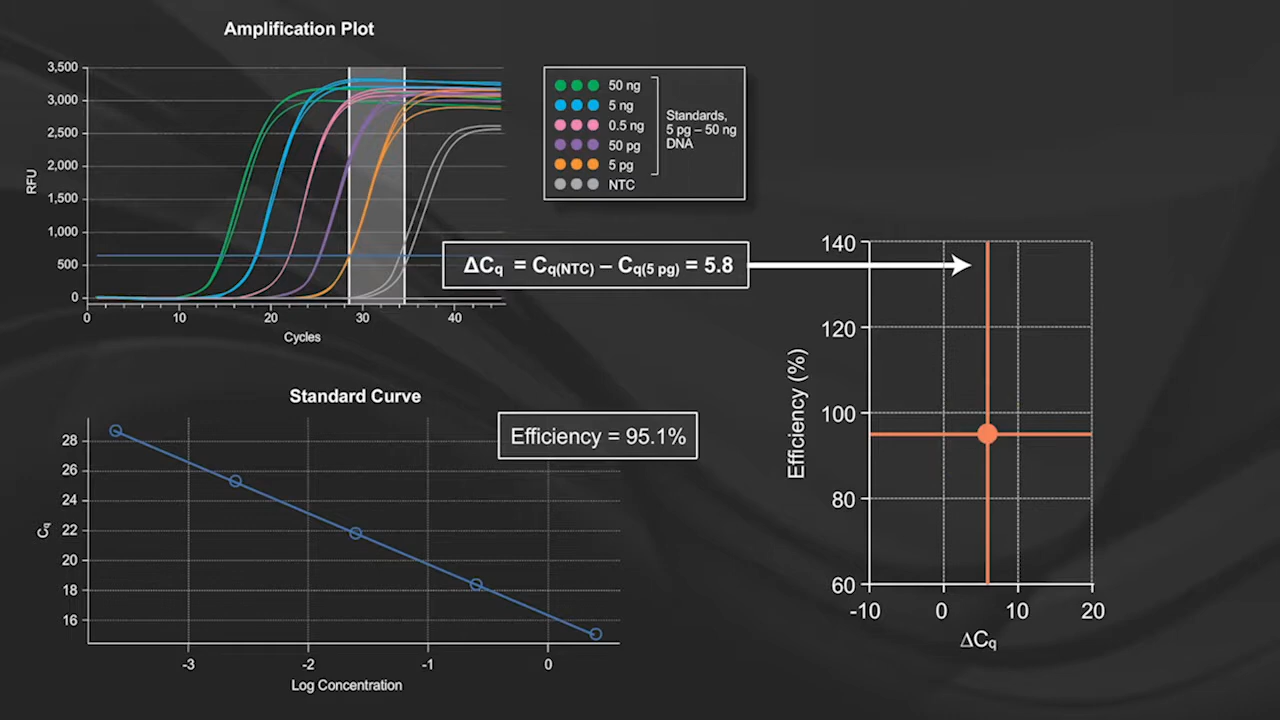 Amplification Plot
3,500
3,000
2,500
2,000
1,500
1,000
500
0
RFU
0 10 20 30 40
Cycles
50 ng
5 ng
0.5 ng
50 pg
5 pg
NTC
Standards,
5 pg – 50 ng
DNA
ΔCq = Cq(NTC) – Cq(5 pg) = 5.8
140
120
100
80
60
Efficiency (%)
-10 0 10 20
ΔCq
Standard Curve
Efficiency = 95.1%
28
26
24
22
20
18
16
Cq
-3 -2 -1 0
Log Concentration